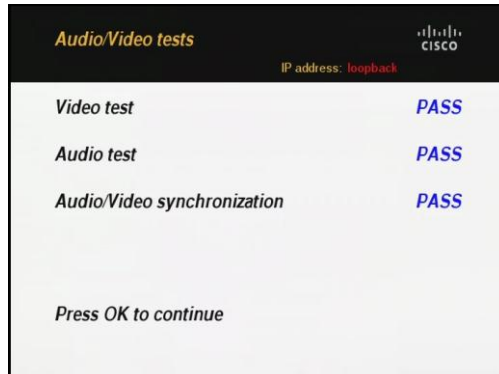 Audio/Video tests
CISCO
IP address: loopback
Video test PASS
Audio test PASS
Audio/Video synchronization PASS
Press OK to continue